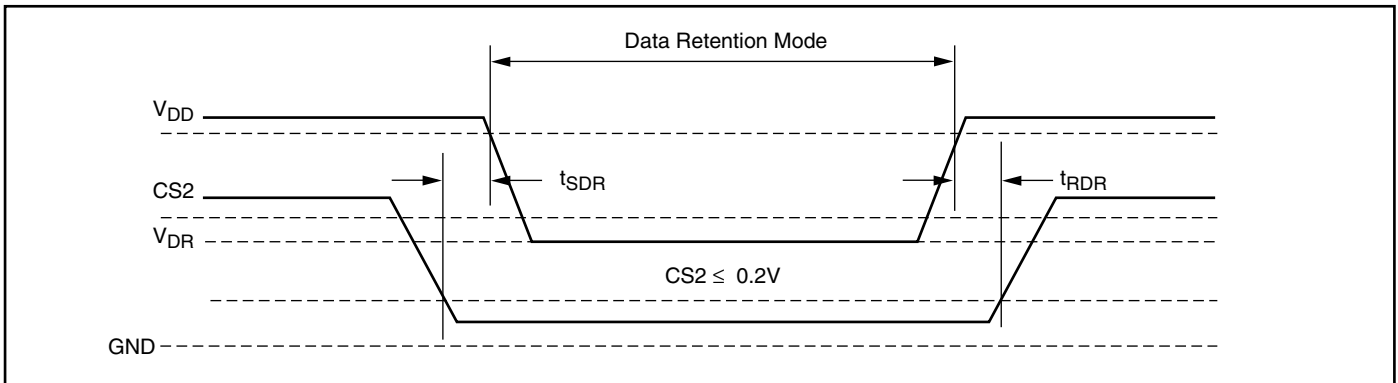 Data Retention Mode
VDD
tSDR
tRDR
CS2
VDR
CS2 ≤ 0.2V
GND